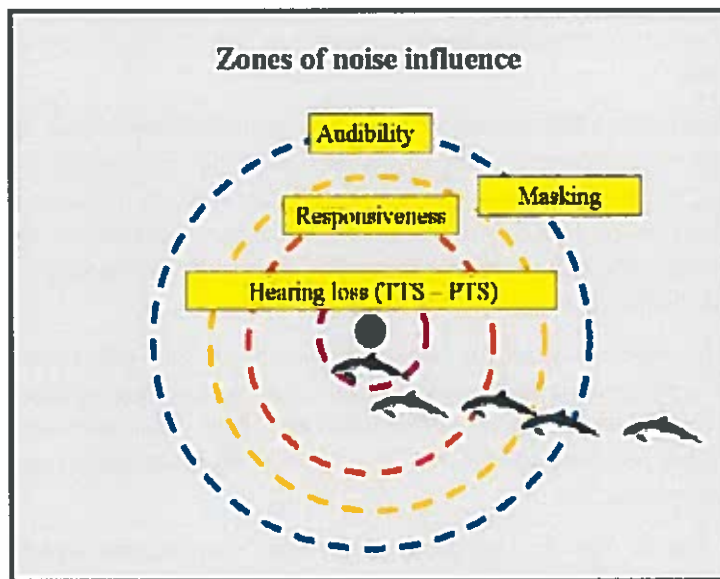 Zones of noise influence
Audibility
Masking
Responsiveness
Hearing loss (TTS – PTS)